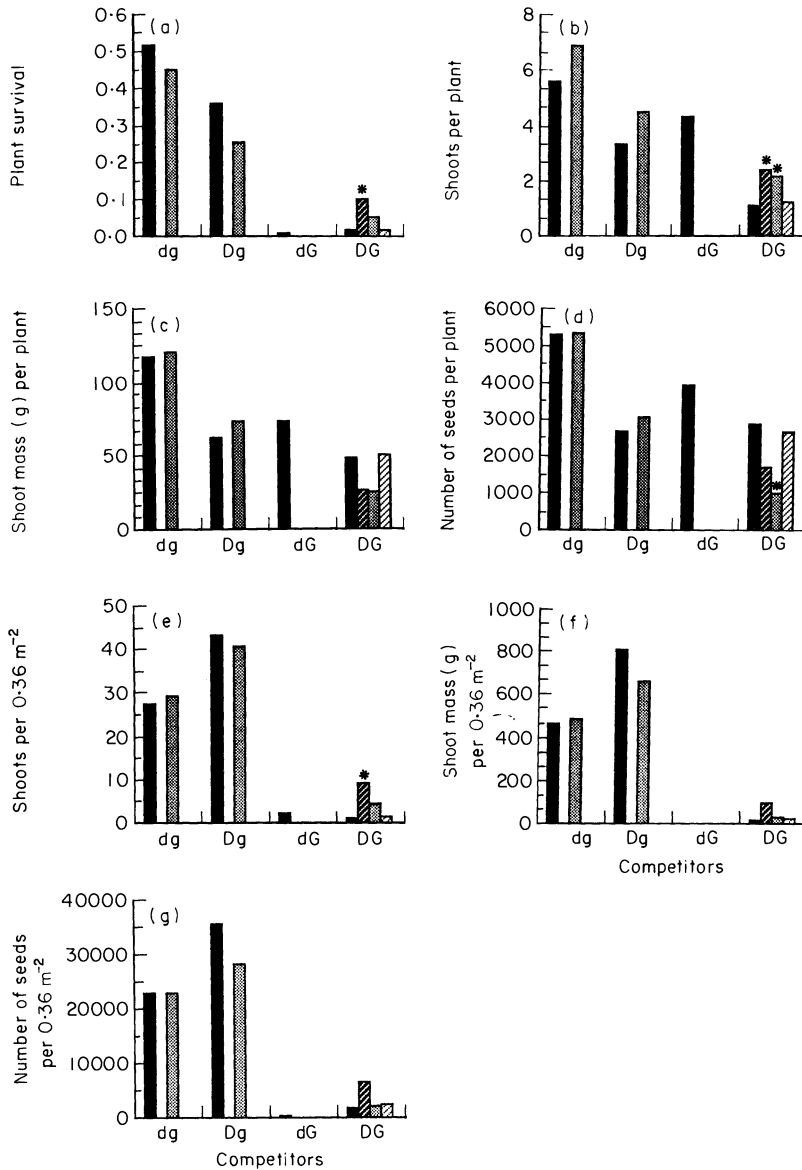 (a)
Plant survival
0·6
0·5
0·4
0·3
0·2
0·1
0·0
*
dg Dg dG DG
(b)
Shoots per plant
8
6
4
2
0
* *
dg Dg dG DG
(c)
Shoot mass (g) per plant
150
100
50
0
dg Dg dG DG
(d)
Number of seeds per plant
6000
5000
4000
3000
2000
1000
0
*
dg Dg dG DG
(e)
Shoots per 0·36 m⁻²
50
40
30
20
10
0
*
dg Dg dG DG
(f)
Shoot mass (g)
per 0·36 m⁻²
1000
800
600
400
200
0
dg Dg dG DG
Competitors
(g)
Number of seeds
per 0·36 m⁻²
40000
30000
20000
10000
0
dg Dg dG DG
Competitors